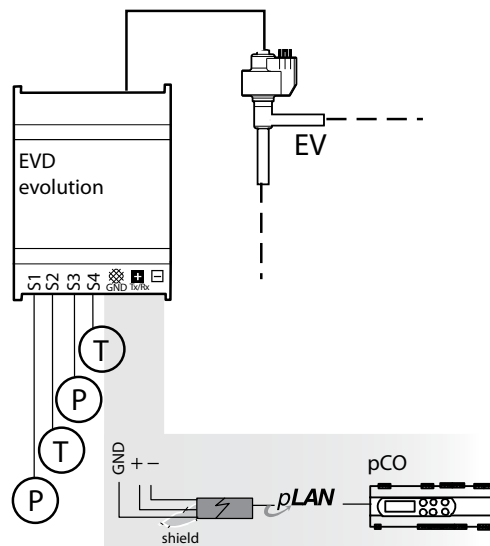 EV
EVD
evolution
S1
S2
S3
S4
GND
Tx/Rx
T
P
T
P
GND
+
−
pLAN
pCO
shield